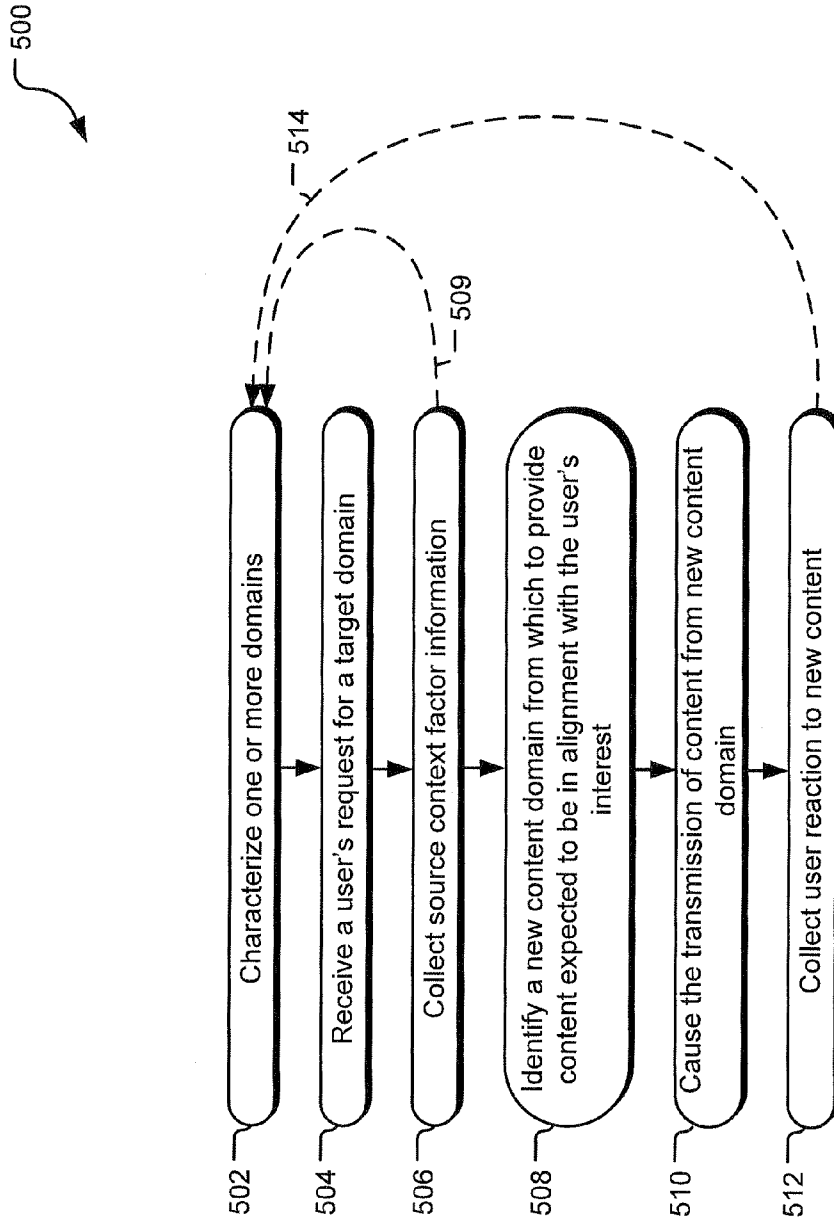 500
502
Characterize one or more domains
504
Receive a user's request for a target domain
506
Collect source context factor information
508
Identify a new content domain from which to provide
content expected to be in alignment with the user's
interest
509
510
Cause the transmission of content from new content
domain
512
Collect user reaction to new content
514